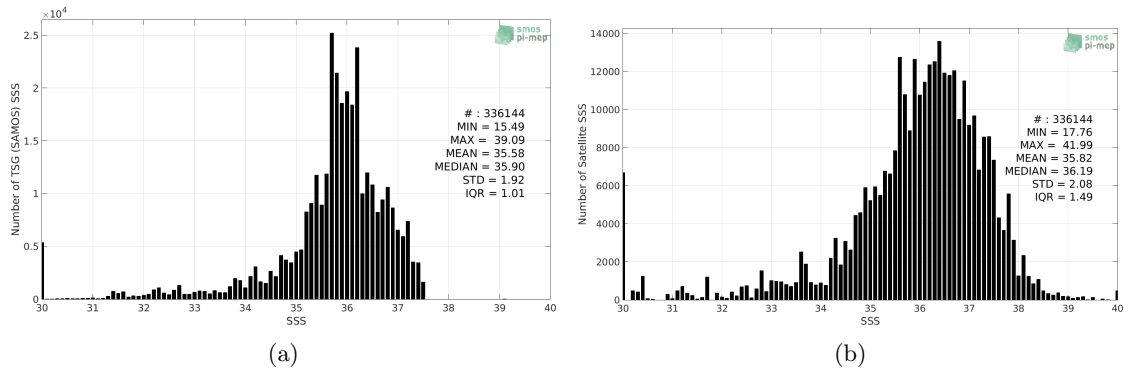 ×10⁴
Number of TSG (SAMOS) SSS
2.5
2
1.5
1
0.5
0
30 31 32 33 34 35 36 37 38 39 40
SSS
smos
pi-mep
# : 336144
MIN = 15.49
MAX = 39.09
MEAN = 35.58
MEDIAN = 35.90
STD = 1.92
IQR = 1.01
(a)
Number of Satellite SSS
14000
12000
10000
8000
6000
4000
2000
0
30 31 32 33 34 35 36 37 38 39 40
SSS
smos
pi-mep
# : 336144
MIN = 17.76
MAX = 41.99
MEAN = 35.82
MEDIAN = 36.19
STD = 2.08
IQR = 1.49
(b)